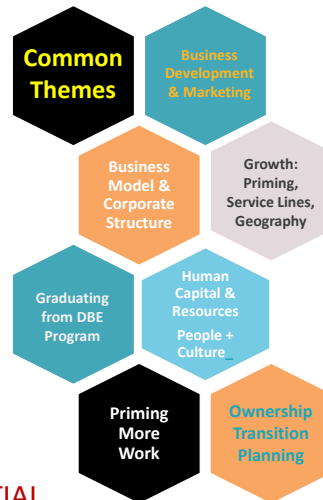 Common
Themes
Business
Development
& Marketing
Business
Model &
Corporate
Structure
Growth:
Priming,
Service Lines,
Geography
Graduating
from DBE
Program
Human
Capital &
Resources
People +
Culture_
Priming
More
Work
Ownership
Transition
Planning